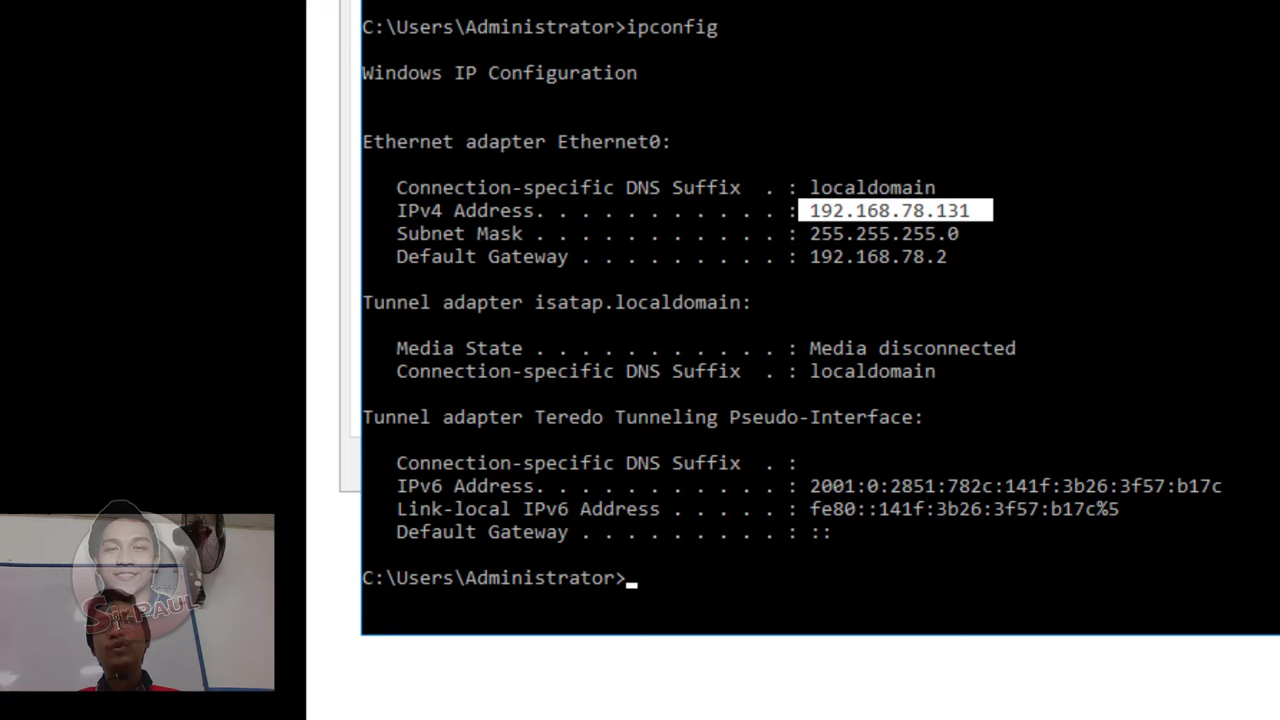 C:\Users\Administrator>ipconfig
Windows IP Configuration
Ethernet adapter Ethernet0:
Connection-specific DNS Suffix . : localdomain
IPv4 Address. . . . . . . . . . . : 192.168.78.131
Subnet Mask . . . . . . . . . . . : 255.255.255.0
Default Gateway . . . . . . . . . : 192.168.78.2
Tunnel adapter isatap.localdomain:
Media State . . . . . . . . . . . : Media disconnected
Connection-specific DNS Suffix . : localdomain
Tunnel adapter Teredo Tunneling Pseudo-Interface:
Connection-specific DNS Suffix . :
IPv6 Address. . . . . . . . . . . : 2001:0:2851:782c:141f:3b26:3f57:b17c
Link-local IPv6 Address . . . . . : fe80::141f:3b26:3f57:b17c%5
Default Gateway . . . . . . . . . : ::
C:\Users\Administrator>
Sir PAUL